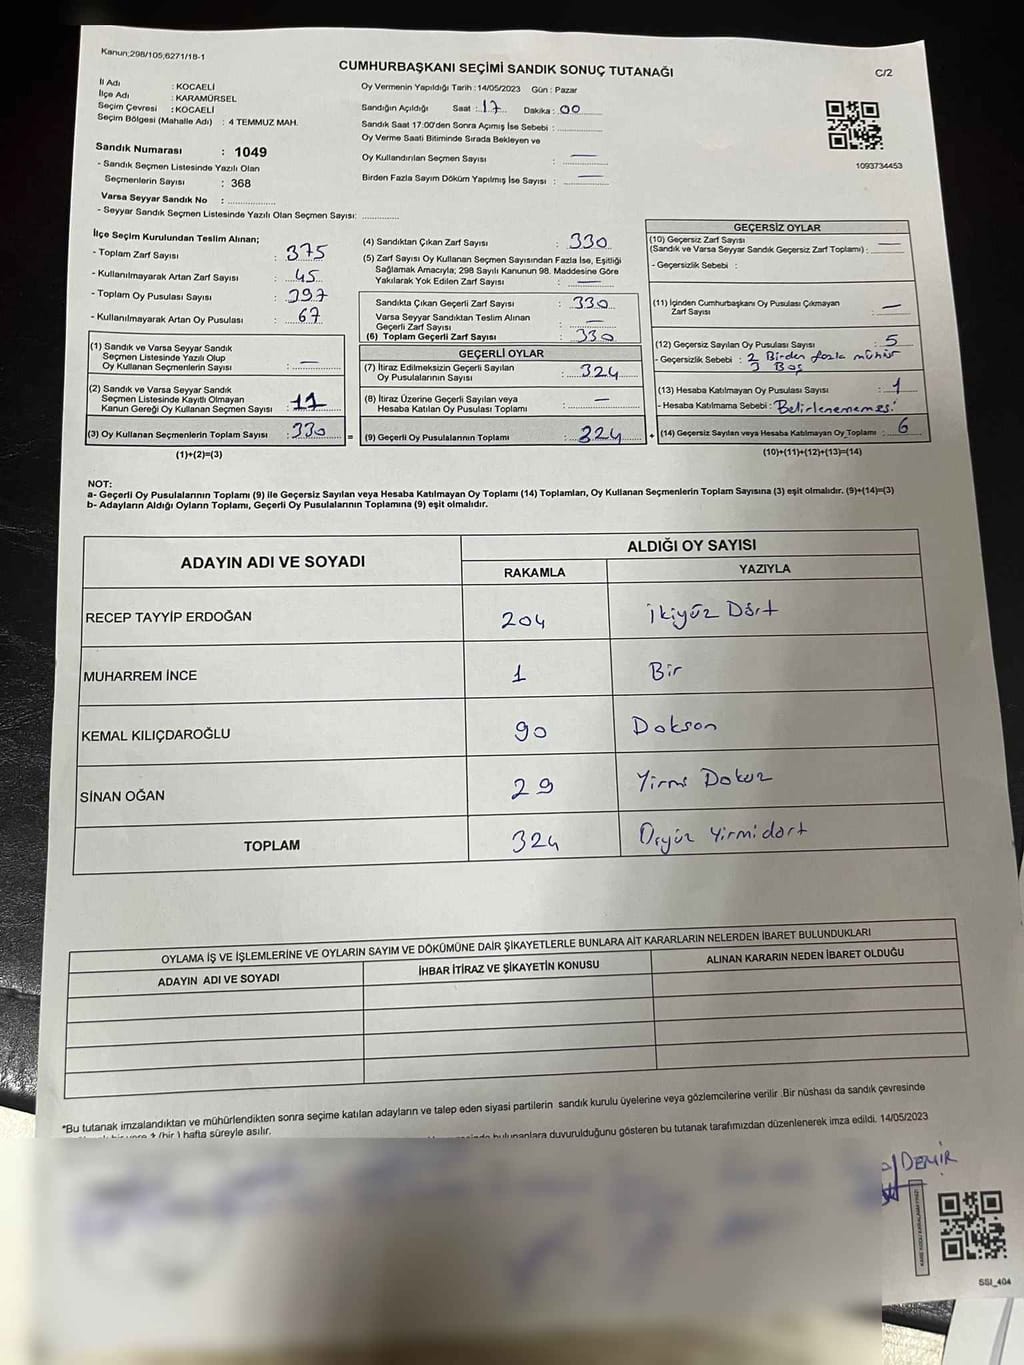 Kanun;298/105;6271/18-1
CUMHURBAŞKANI SEÇİMİ SANDIK SONUÇ TUTANAĞI
C/2
İl Adı : KOCAELİ
İlçe Adı : KARAMÜRSEL
Seçim Çevresi : KOCAELİ
Seçim Bölgesi (Mahalle Adı) : 4 TEMMUZ MAH.
Sandık Numarası : 1049
- Sandık Seçmen Listesinde Yazılı Olan
Seçmenlerin Sayısı : 368
Varsa Seyyar Sandık No :
- Seyyar Sandık Seçmen Listesinde Yazılı Olan Seçmen Sayısı:
Oy Vermenin Yapıldığı Tarih : 14/05/2023 Gün : Pazar
Sandığın Açıldığı Saat : 17 Dakika : 00
Sandık Saat 17:00'den Sonra Açımış İse Sebebi :
Oy Verme Saati Bitiminde Sırada Bekleyen ve
Oy Kullandırılan Seçmen Sayısı : —
Birden Fazla Sayım Döküm Yapılmış İse Sayısı : —
1093734453
İlçe Seçim Kurulundan Teslim Alınan;
- Toplam Zarf Sayısı : 375
- Kullanılmayarak Artan Zarf Sayısı : 45
- Toplam Oy Pusulası Sayısı : 397
- Kullanılmayarak Artan Oy Pusulası : 67
(1) Sandık ve Varsa Seyyar Sandık
Seçmen Listesinde Yazılı Olup
Oy Kullanan Seçmenlerin Sayısı : —
(2) Sandık ve Varsa Seyyar Sandık
Seçmen Listesinde Kayıtlı Olmayan
Kanun Gereği Oy Kullanan Seçmen Sayısı : 11
(3) Oy Kullanan Seçmenlerin Toplam Sayısı : 330
(1)+(2)=(3)
(4) Sandıktan Çıkan Zarf Sayısı : 330
(5) Zarf Sayısı Oy Kullanan Seçmen Sayısından Fazla İse, Eşitliği
Sağlamak Amacıyla; 298 Sayılı Kanunun 98. Maddesine Göre
Yakılarak Yok Edilen Zarf Sayısı : —
Sandıkta Çıkan Geçerli Zarf Sayısı : 330
Varsa Seyyar Sandıktan Teslim Alınan
Geçerli Zarf Sayısı : —
(6) Toplam Geçerli Zarf Sayısı : 330
GEÇERLİ OYLAR
(7) İtiraz Edilmeksizin Geçerli Sayılan
Oy Pusulalarının Sayısı : 324
(8) İtiraz Üzerine Geçerli Sayılan veya
Hesaba Katılan Oy Pusulası Toplamı : —
= (9) Geçerli Oy Pusulalarının Toplamı : 324 +
GEÇERSİZ OYLAR
(10) Geçersiz Zarf Sayısı
(Sandık ve Varsa Seyyar Sandık Geçersiz Zarf Toplamı) : —
- Geçersizlik Sebebi :
(11) İçinden Cumhurbaşkanı Oy Pusulası Çıkmayan
Zarf Sayısı : —
(12) Geçersiz Sayılan Oy Pusulası Sayısı : 5
- Geçersizlik Sebebi : 2 Birden fazla mühür
3 Boş
(13) Hesaba Katılmayan Oy Pusulası Sayısı : 1
- Hesaba Katılmama Sebebi : Belirlenememesi
(14) Geçersiz Sayılan veya Hesaba Katılmayan Oy Toplamı : 6
(10)+(11)+(12)+(13)=(14)
NOT:
a- Geçerli Oy Pusulalarının Toplamı (9) ile Geçersiz Sayılan veya Hesaba Katılmayan Oy Toplamı (14) Toplamları, Oy Kullanan Seçmenlerin Toplam Sayısına (3) eşit olmalıdır. (9)+(14)=(3)
b- Adayların Aldığı Oyların Toplamı, Geçerli Oy Pusulalarının Toplamına (9) eşit olmalıdır.
ADAYIN ADI VE SOYADI
ALDIĞI OY SAYISI
RAKAMLA YAZIYLA
RECEP TAYYİP ERDOĞAN 204 İkiyüz Dört
MUHARREM İNCE 1 Bir
KEMAL KILIÇDAROĞLU 90 Doksan
SİNAN OĞAN 29 Yirmi Dokuz
TOPLAM 324 Üçyüz Yirmidört
OYLAMA İŞ VE İŞLEMLERİNE VE OYLARIN SAYIM VE DÖKÜMÜNE DAİR ŞİKAYETLERLE BUNLARA AİT KARARLARIN NELERDEN İBARET BULUNDUKLARI
ADAYIN ADI VE SOYADI İHBAR İTİRAZ VE ŞİKAYETİN KONUSU ALINAN KARARIN NEDEN İBARET OLDUĞU
*Bu tutanak imzalandıktan ve mühürlendikten sonra seçime katılan adayların ve talep eden siyasi partilerin sandık kurulu üyelerine veya gözlemcilerine verilir .Bir nüshası da sandık çevresinde
1 (bir ) hafta süreyle asılır.
bulunanlara duyurulduğunu gösteren bu tutanak tarafımızdan düzenlenerek imza edildi. 14/05/2023
DEMİR
SSI_404